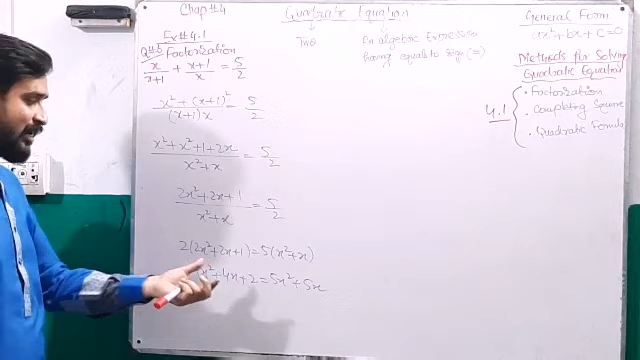 Chap#4
Quadratic Equation
Two
An algebraic Expression
having equals to Sign (=)
General Form
ax²+bx+c=0
Methods for Solving
Quadratic Equation
4.1
• Factorization
• Completing Square
• Quadratic Formula
Ex#4.1
Q#5 Factorization
x/(x+1) + (x+1)/x = 5/2
(x²+(x+1)²)/((x+1)x) = 5/2
(x²+x²+1+2x)/(x²+x) = 5/2
(2x²+2x+1)/(x²+x) = 5/2
2(2x²+2x+1)=5(x²+x)
x²+4x+2=5x²+5x